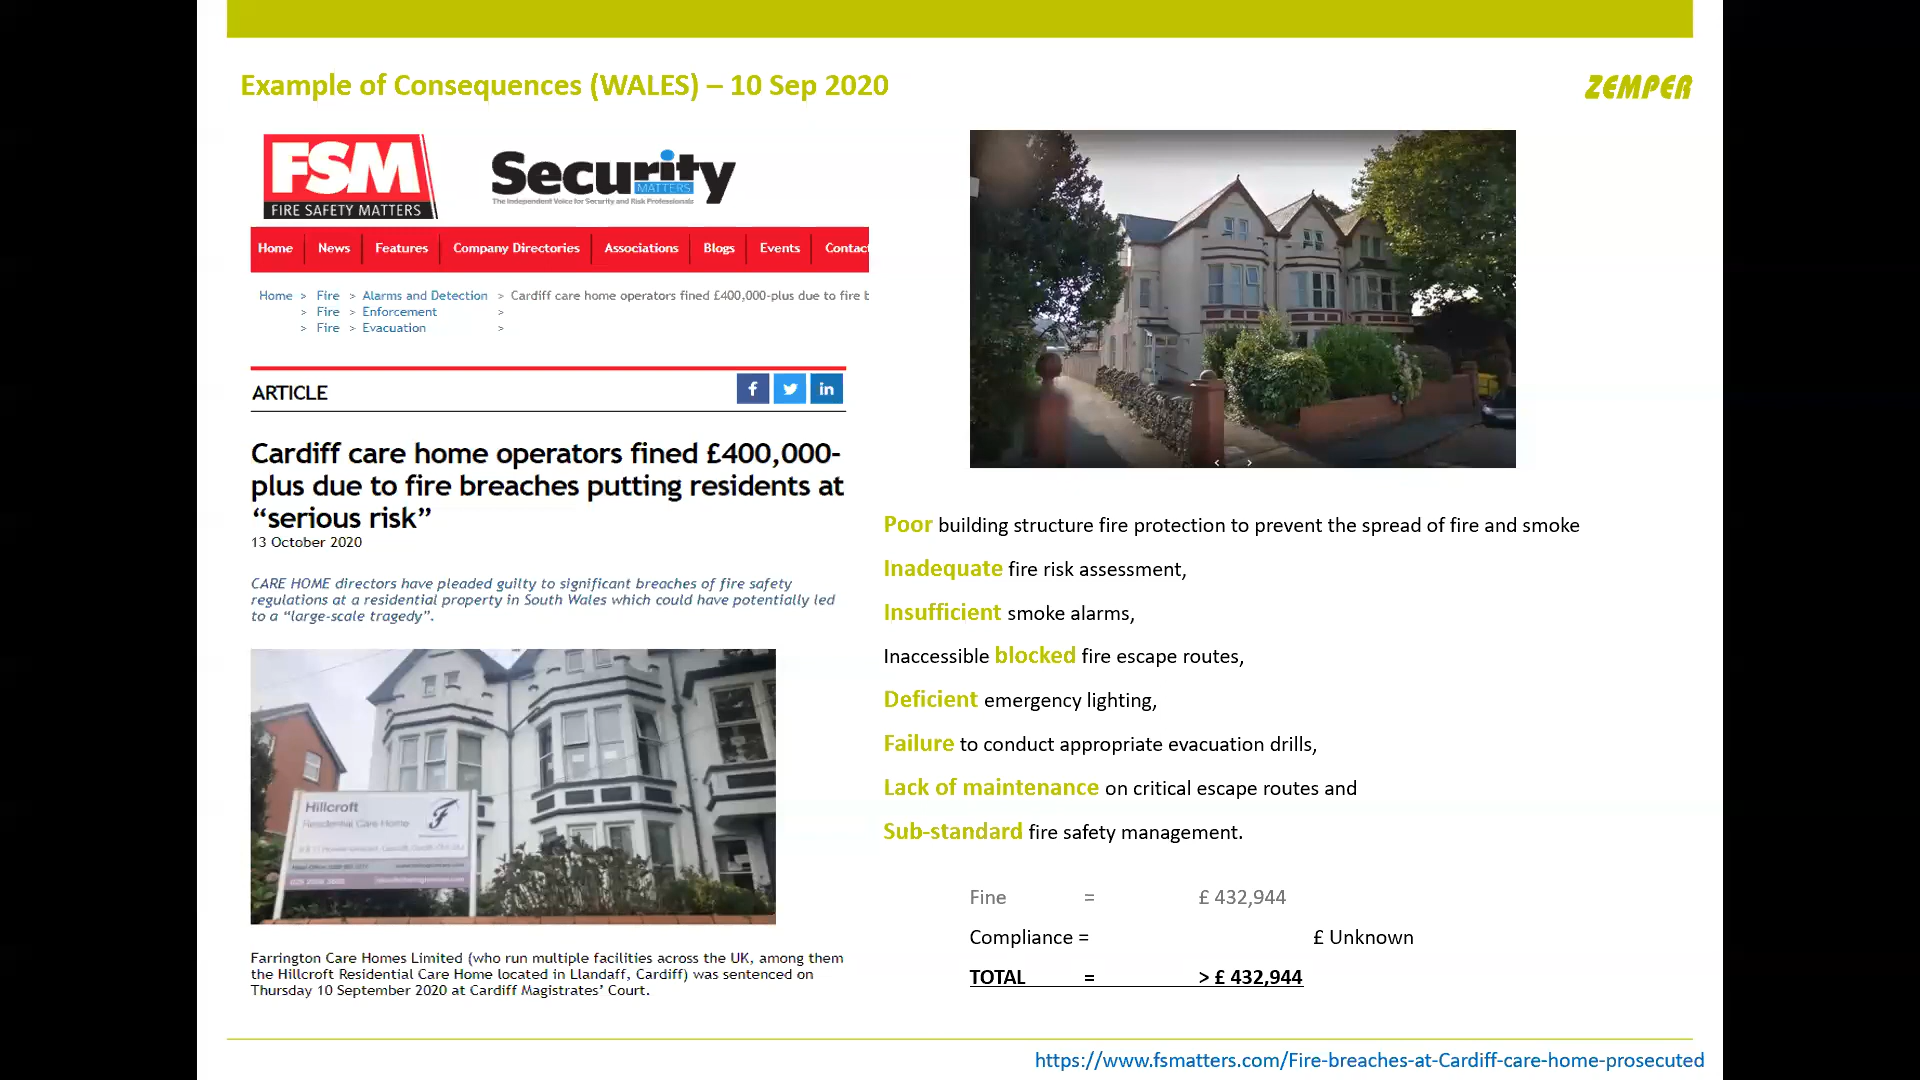 Example of Consequences (WALES) – 10 Sep 2020
ZEMPER
FSM
FIRE SAFETY MATTERS
Security
MATTERS
The Independent Voice for Security and Risk Professionals
Home News Features Company Directories Associations Blogs Events Contac
Home > Fire > Alarms and Detection > Cardiff care home operators fined £400,000-plus due to fire b
> Fire > Enforcement >
> Fire > Evacuation >
ARTICLE
Cardiff care home operators fined £400,000-
plus due to fire breaches putting residents at
“serious risk”
13 October 2020
CARE HOME directors have pleaded guilty to significant breaches of fire safety
regulations at a residential property in South Wales which could have potentially led
to a “large-scale tragedy”.
Hillcroft
Residential Care Home
Farrington Care Homes Limited (who run multiple facilities across the UK, among them
the Hillcroft Residential Care Home located in Llandaff, Cardiff) was sentenced on
Thursday 10 September 2020 at Cardiff Magistrates’ Court.
Poor building structure fire protection to prevent the spread of fire and smoke
Inadequate fire risk assessment,
Insufficient smoke alarms,
Inaccessible blocked fire escape routes,
Deficient emergency lighting,
Failure to conduct appropriate evacuation drills,
Lack of maintenance on critical escape routes and
Sub-standard fire safety management.
Fine = £ 432,944
Compliance = £ Unknown
TOTAL = > £ 432,944
https://www.fsmatters.com/Fire-breaches-at-Cardiff-care-home-prosecuted